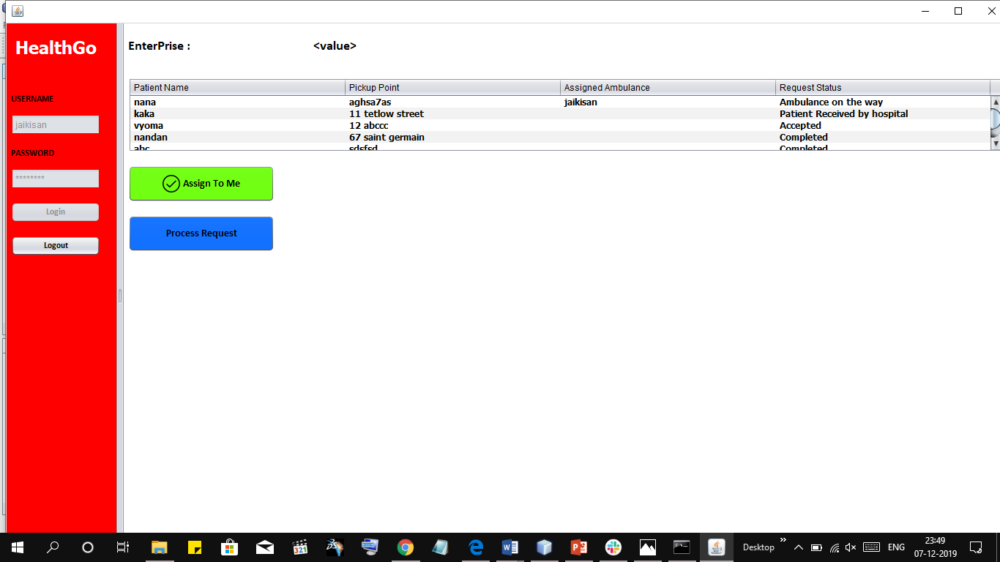 HealthGo
USERNAME
jaikisan
PASSWORD
********
Login
Logout
EnterPrise : <value>
Patient Name Pickup Point Assigned Ambulance Request Status
nana aghsa7as jaikisan Ambulance on the way
kaka 11 tetlow street Patient Received by hospital
vyoma 12 abccc Accepted
nandan 67 saint germain Completed
abc sdsfsd Completed
Assign To Me
Process Request
321
Desktop
ENG
23:49
07-12-2019